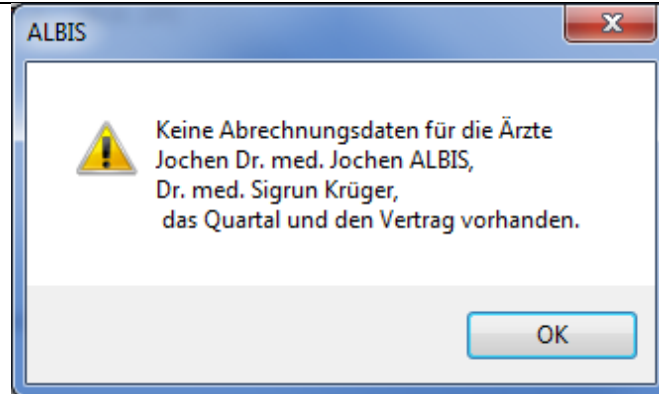 ALBIS
Keine Abrechnungsdaten für die Ärzte
Jochen Dr. med. Jochen ALBIS,
Dr. med. Sigrun Krüger,
das Quartal und den Vertrag vorhanden.
OK